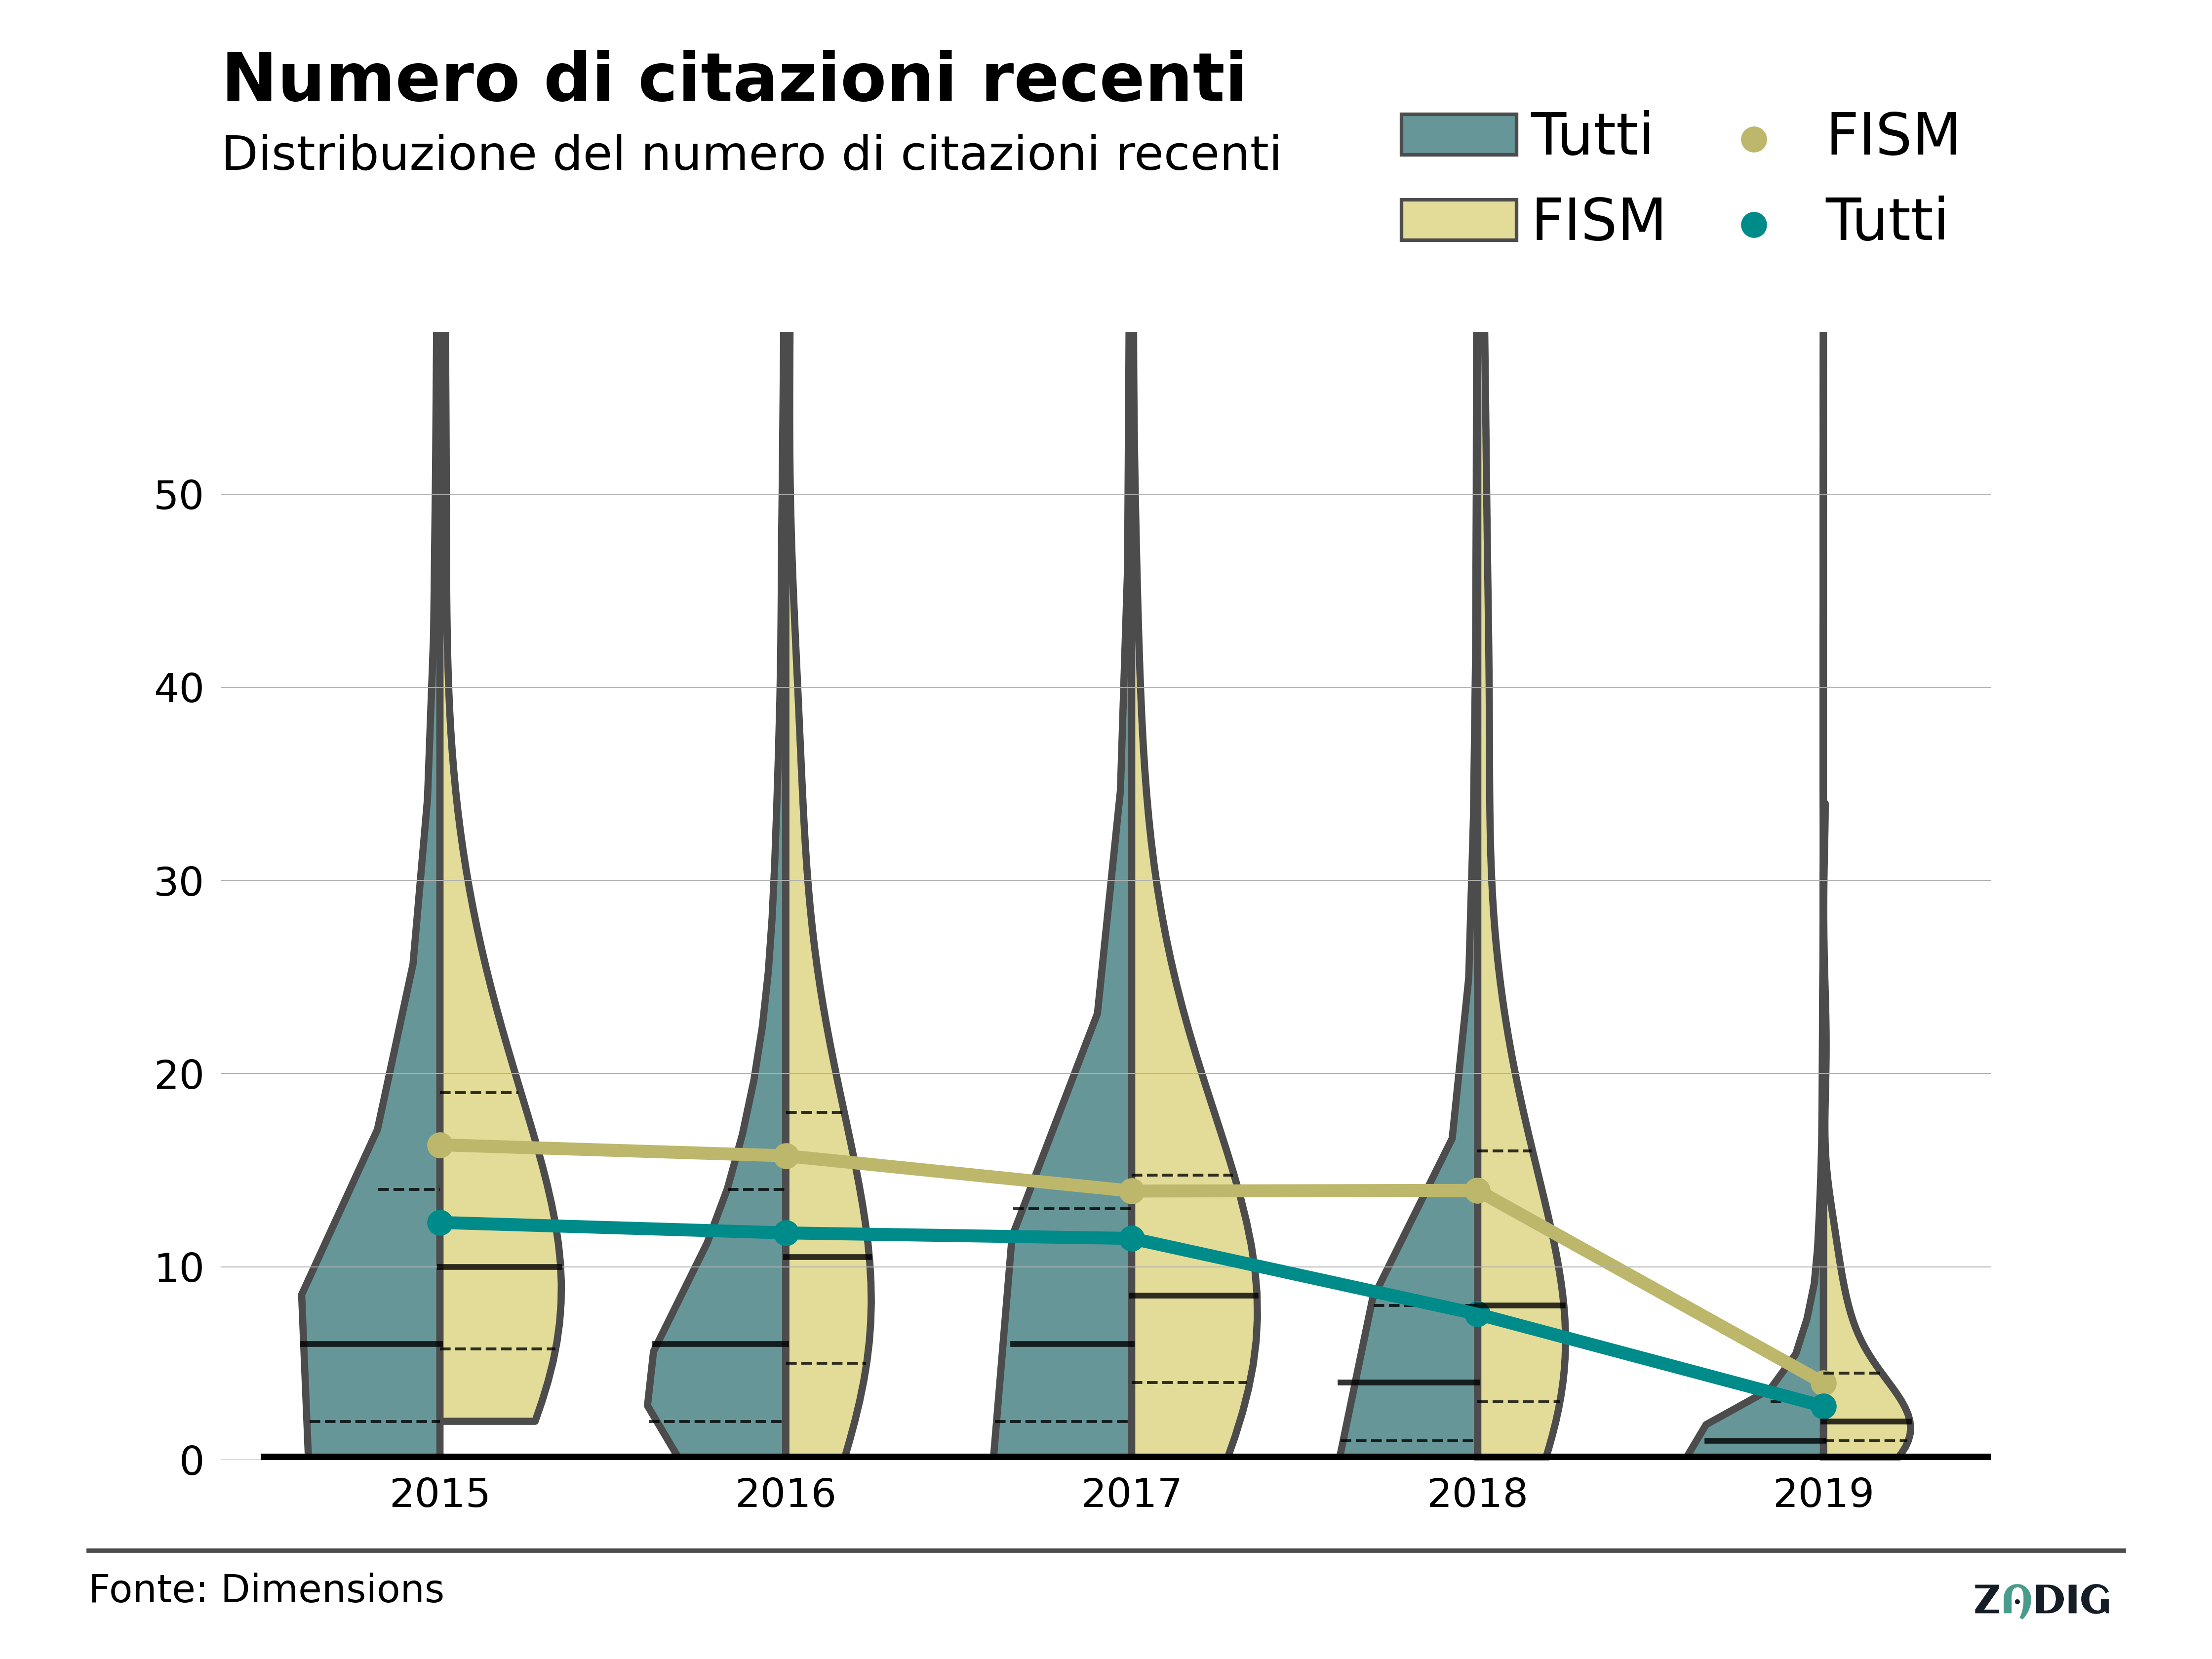 Numero di citazioni recenti
Distribuzione del numero di citazioni recenti
Tutti
FISM
FISM
Tutti
50
40
30
20
10
0
2015 2016 2017 2018 2019
Fonte: Dimensions
ZADIG